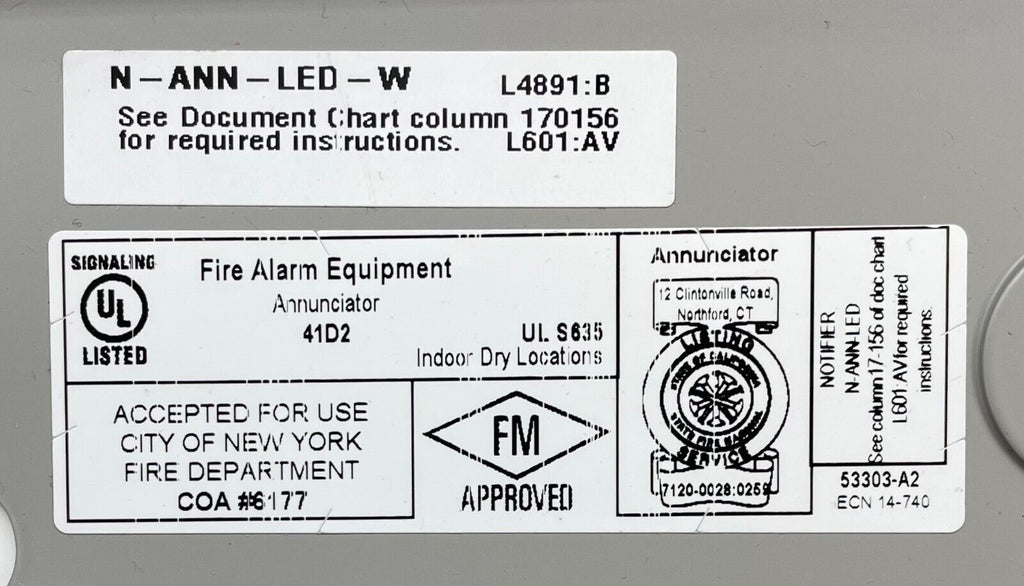 N-ANN-LED-W L4891:B
See Document Chart column 170156
for required instructions. L601:AV
SIGNALING
UL
LISTED
Fire Alarm Equipment
Annunciator
41D2
UL S635
Indoor Dry Locations
ACCEPTED FOR USE
CITY OF NEW YORK
FIRE DEPARTMENT
COA #6177
FM
APPROVED
Annunciator
12 Clintonville Road,
Northford, CT
LISTING
STATE OF CALIFORNIA
STATE FIRE MARSHAL
SERVICE
7120-0028:0259
NOTIFIER
N-ANN-LED
See column 17-156 of doc chart
L601:AV for required
instructions.
53303-A2
ECN 14-740